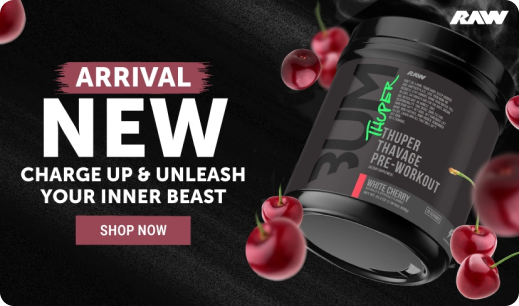 RAW
ARRIVAL
NEW
CHARGE UP & UNLEASH
YOUR INNER BEAST
SHOP NOW
RAW
BUM
THUPER
THUPER
THAVAGE
PRE-WORKOUT
WHITE CHERRY